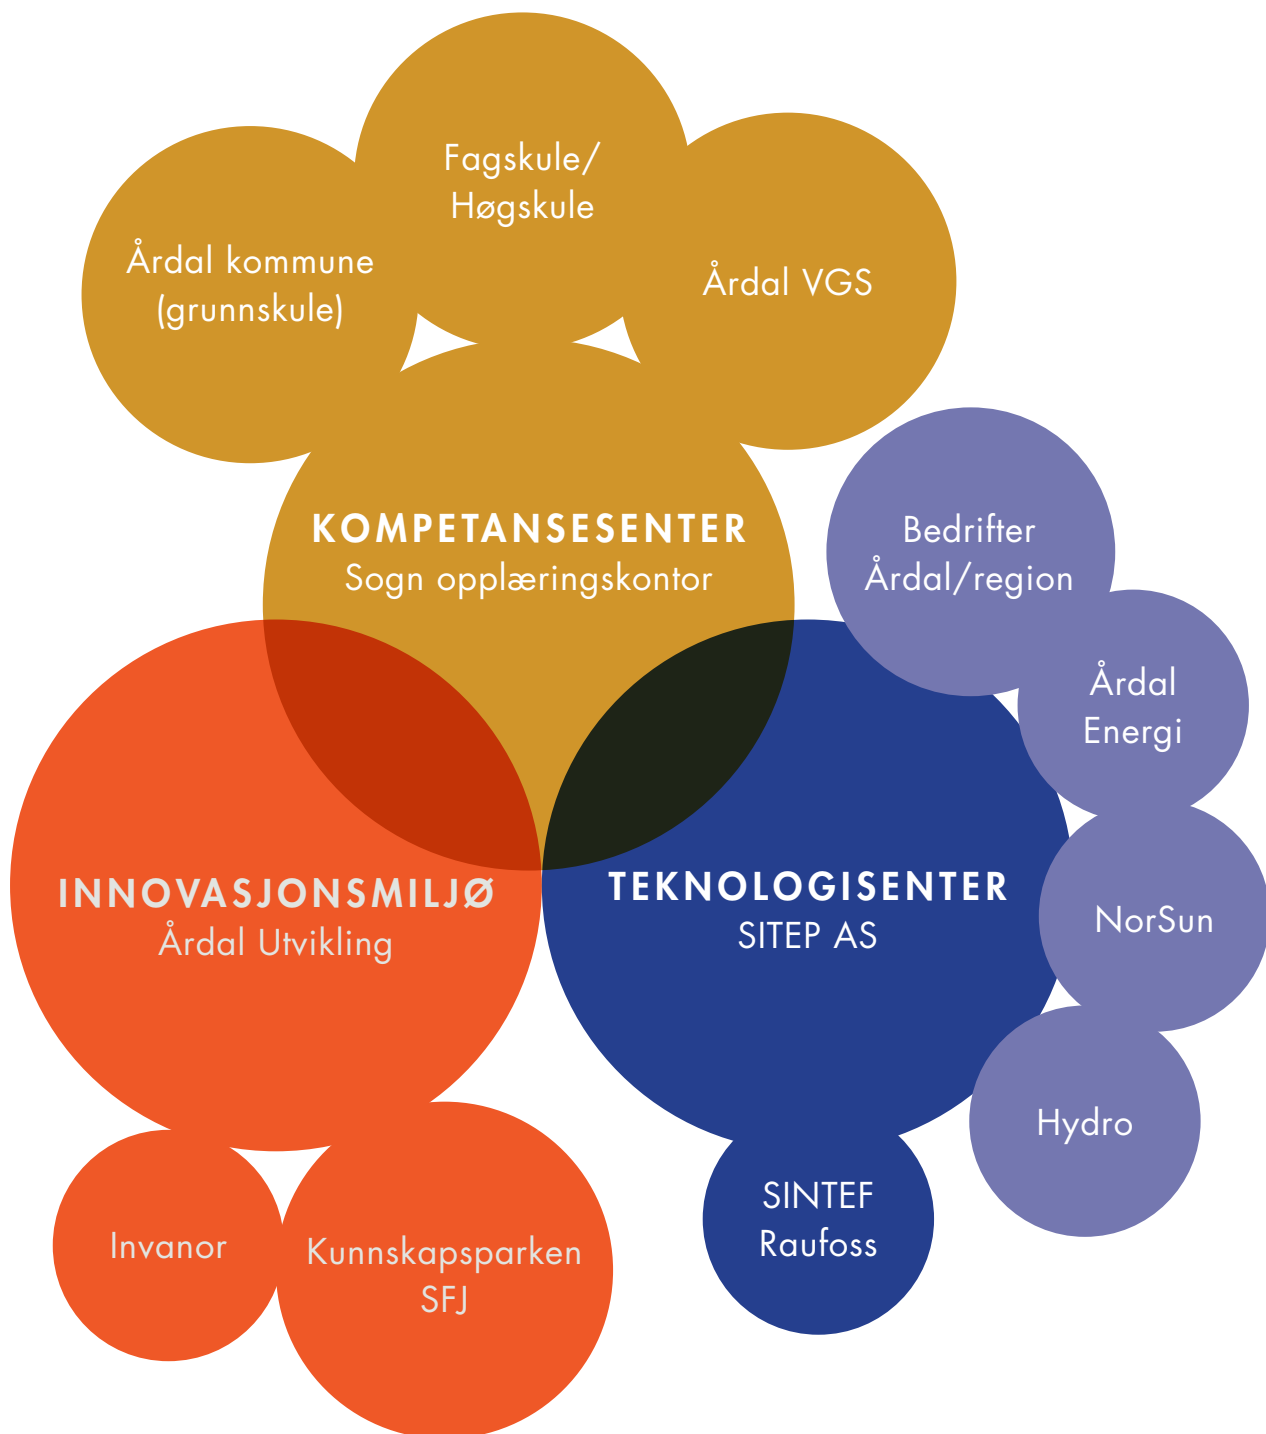 Fagskule/
Høgskule
Årdal kommune
(grunnskule)
Årdal VGS
KOMPETANSESENTER
Sogn opplæringskontor
Bedrifter
Årdal/region
Årdal
Energi
INNOVASJONSMILJØ
Årdal Utvikling
TEKNOLOGISENTER
SITEP AS
NorSun
Hydro
SINTEF
Raufoss
Invanor
Kunnskapsparken
SFJ